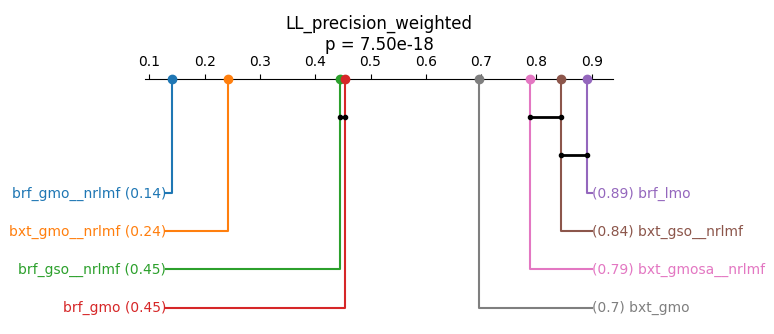 LL_precision_weighted
p = 7.50e-18
0.1 0.2 0.3 0.4 0.5 0.6 0.7 0.8 0.9
brf_gmo__nrlmf (0.14) (0.89) brf_lmo
bxt_gmo__nrlmf (0.24) (0.84) bxt_gso__nrlmf
brf_gso__nrlmf (0.45) (0.79) bxt_gmosa__nrlmf
brf_gmo (0.45) (0.7) bxt_gmo